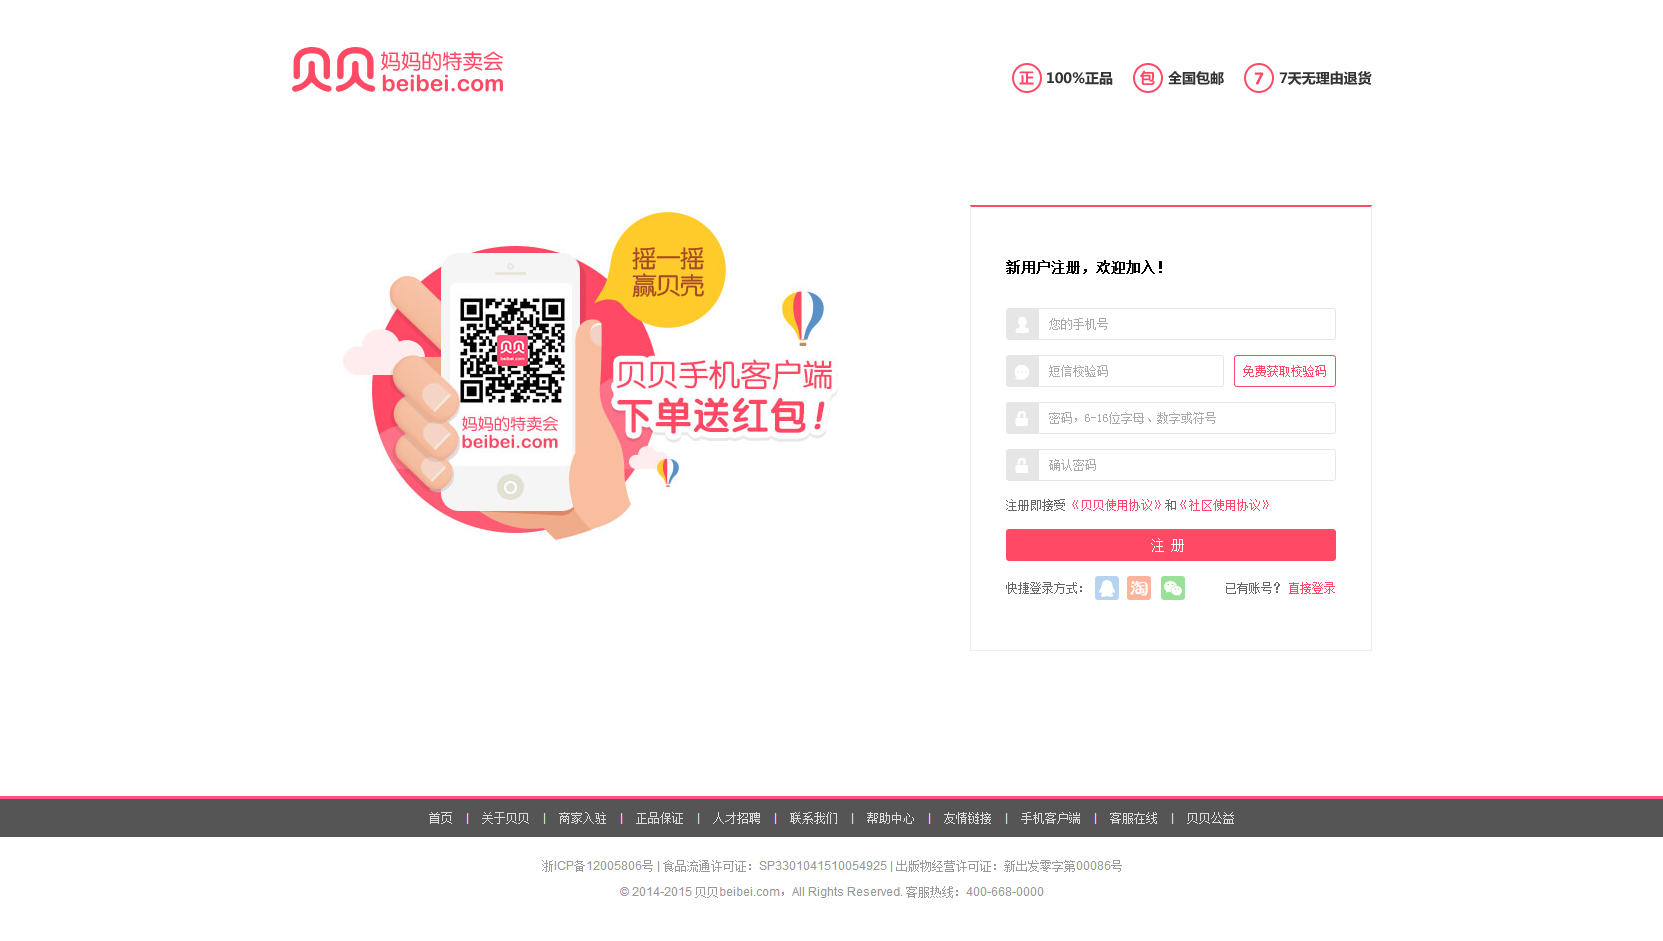 贝贝 妈妈的特卖会
beibei.com
正 100%正品 包 全国包邮 7 7天无理由退货
摇一摇
赢贝壳
贝贝
beibei.com
妈妈的特卖会
beibei.com
贝贝手机客户端
下单送红包！
新用户注册，欢迎加入！
您的手机号
短信校验码 免费获取校验码
密码，6-16位字母、数字或符号
确认密码
注册即接受《贝贝使用协议》和《社区使用协议》
注 册
快捷登录方式： 淘 已有账号？ 直接登录
首页 | 关于贝贝 | 商家入驻 | 正品保证 | 人才招聘 | 联系我们 | 帮助中心 | 友情链接 | 手机客户端 | 客服在线 | 贝贝公益
浙ICP备12005806号 | 食品流通许可证：SP3301041510054925 | 出版物经营许可证：新出发零字第00086号
© 2014-2015 贝贝beibei.com，All Rights Reserved. 客服热线：400-668-0000